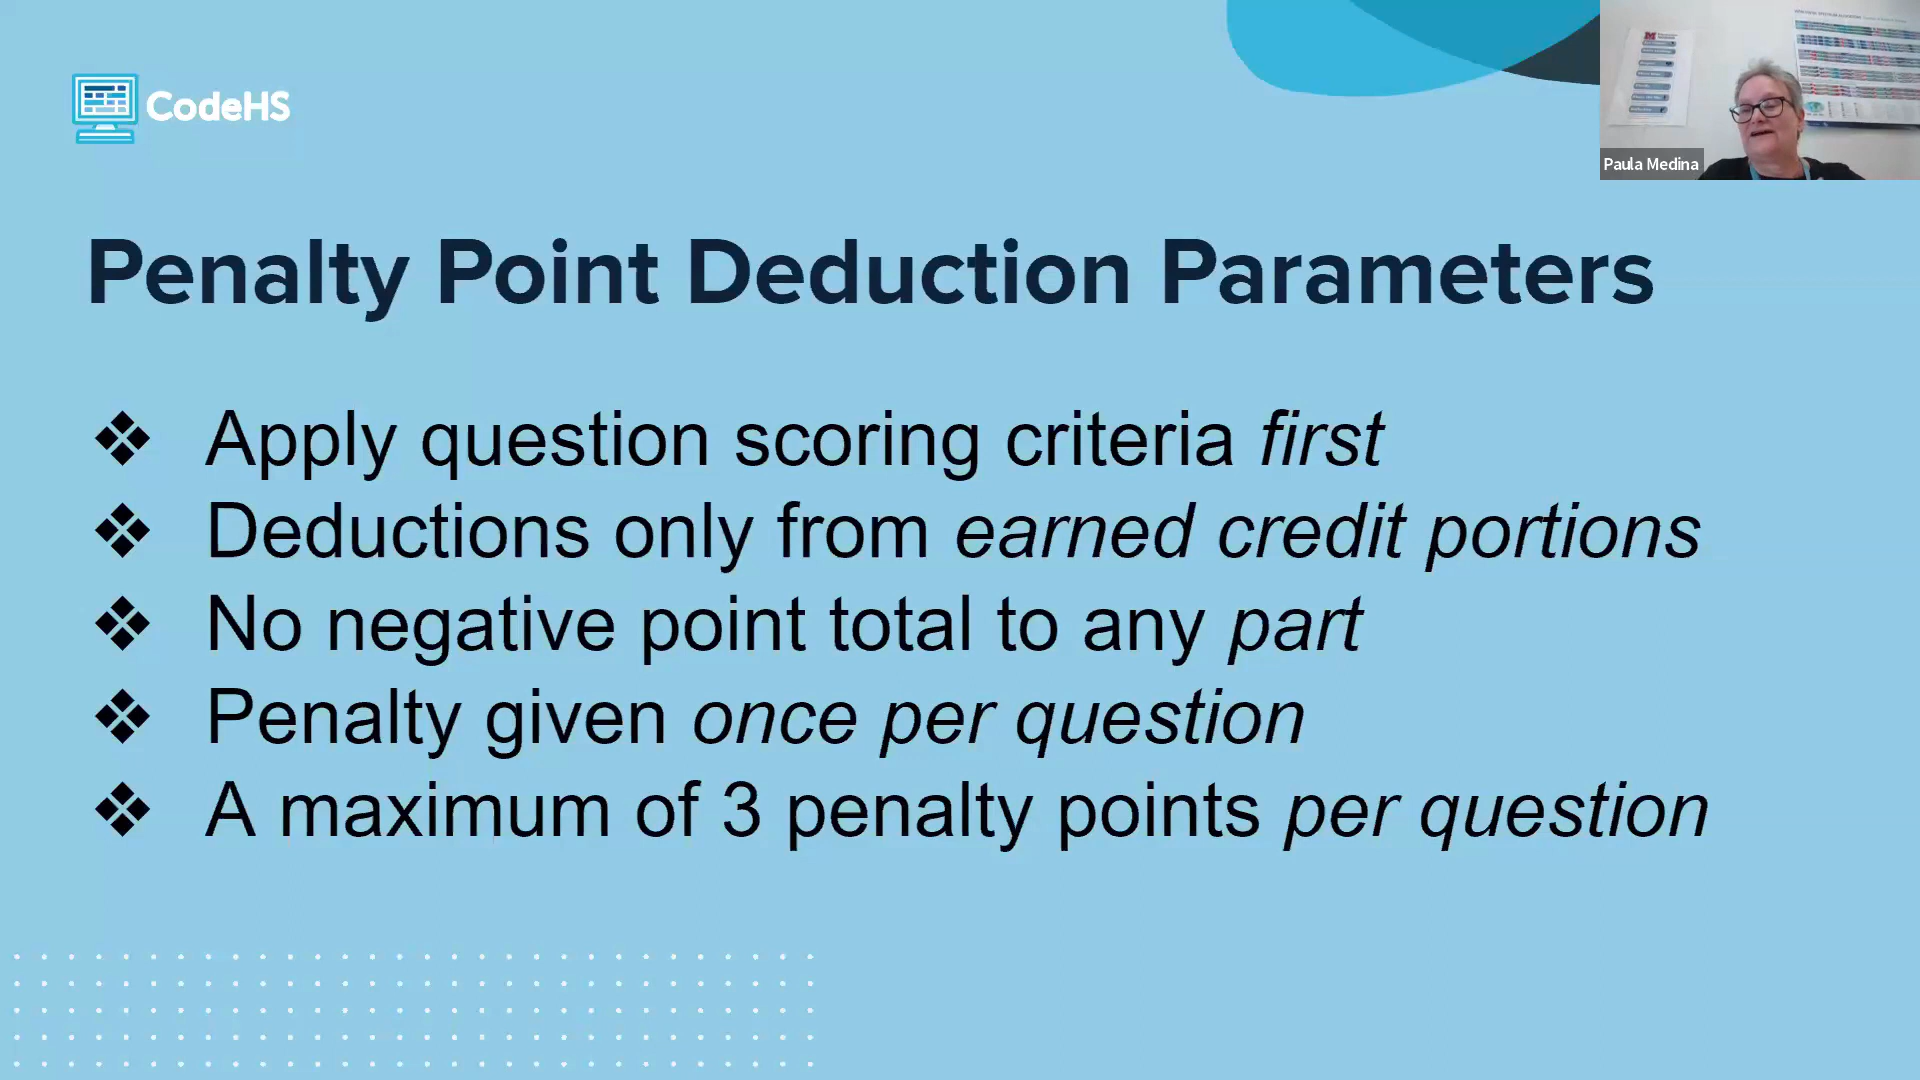 CodeHS
Paula Medina
Penalty Point Deduction Parameters
❖ Apply question scoring criteria first
❖ Deductions only from earned credit portions
❖ No negative point total to any part
❖ Penalty given once per question
❖ A maximum of 3 penalty points per question